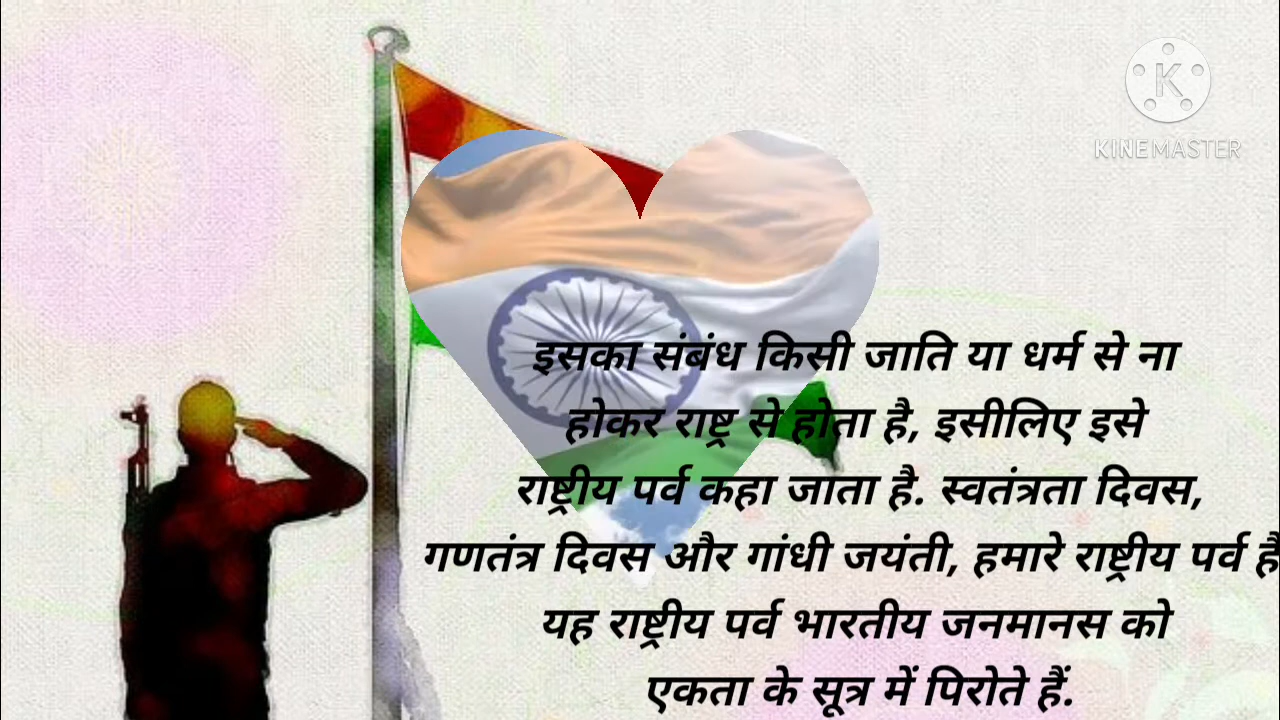 K
KINEMASTER
इसका संबंध किसी जाति या धर्म से ना
होकर राष्ट्र से होता है, इसीलिए इसे
राष्ट्रीय पर्व कहा जाता है. स्वतंत्रता दिवस,
गणतंत्र दिवस और गांधी जयंती, हमारे राष्ट्रीय पर्व है
यह राष्ट्रीय पर्व भारतीय जनमानस को
एकता के सूत्र में पिरोते हैं.